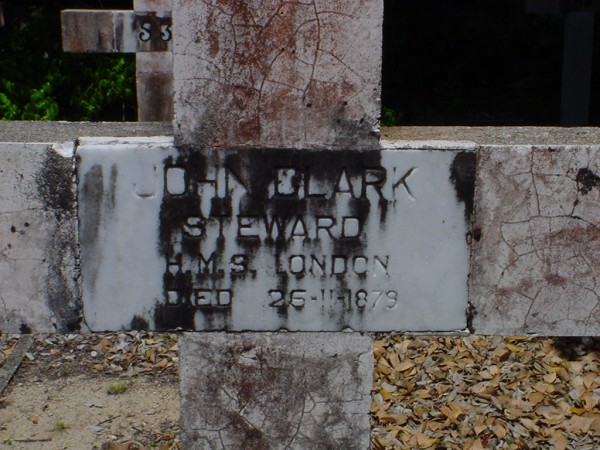 JOHN CLARK
STEWARD
H.M.S. LONDON
DIED 26-11-1879